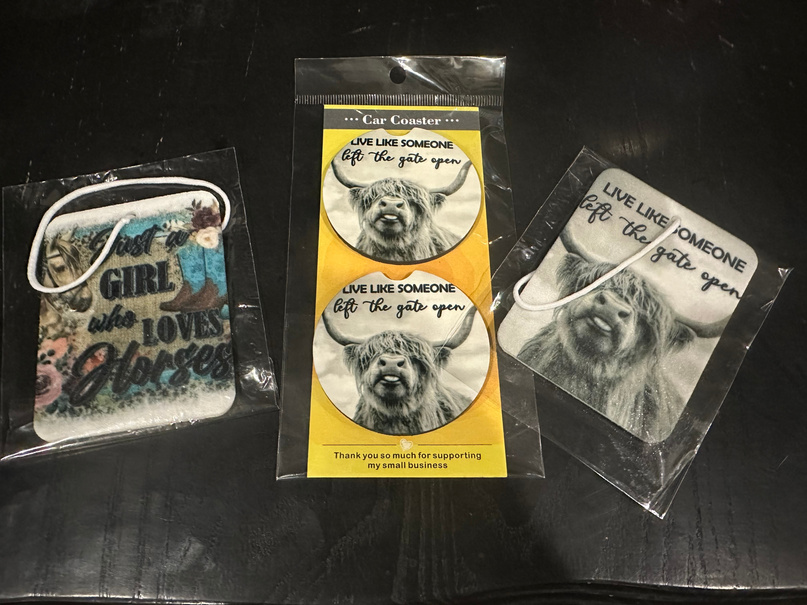 Just a
GIRL
who
LOVES
Horses
••• Car Coaster •••
LIVE LIKE SOMEONE
left the gate open
LIVE LIKE SOMEONE
left the gate open
Thank you so much for supporting
my small business
LIVE LIKE SOMEONE
left the gate open